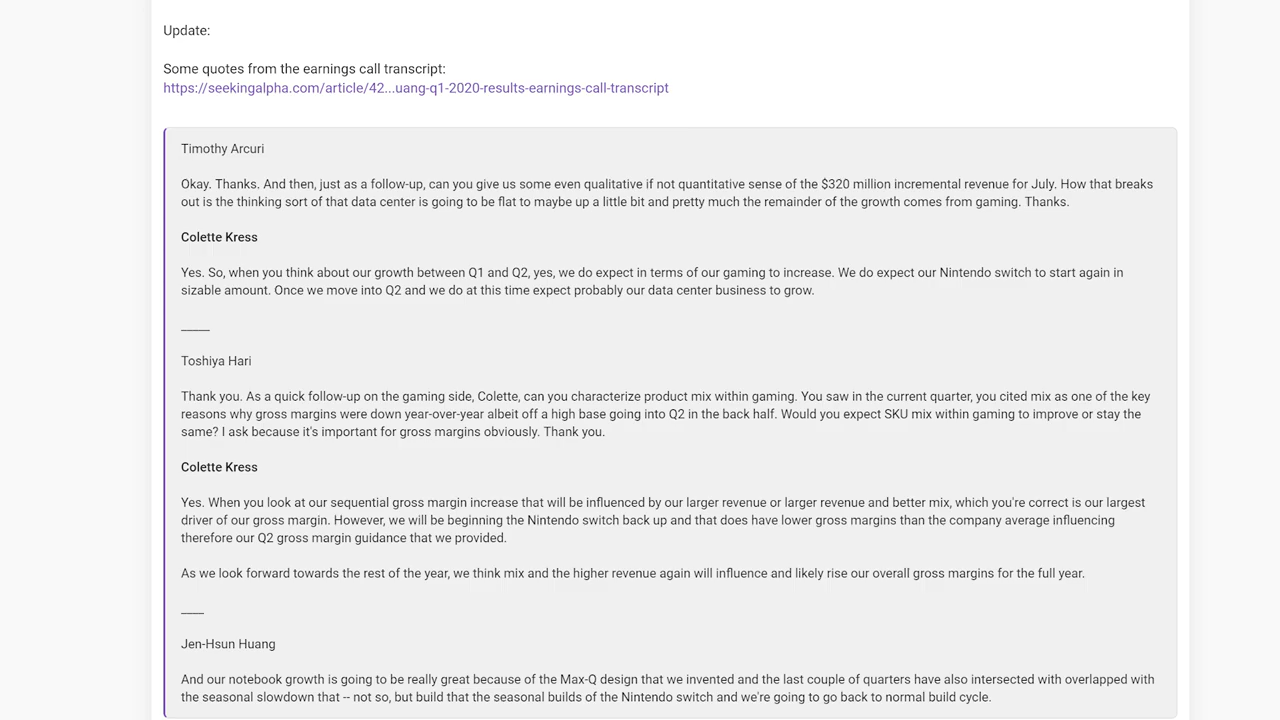 Update:
Some quotes from the earnings call transcript:
https://seekingalpha.com/article/42...uang-q1-2020-results-earnings-call-transcript
Timothy Arcuri
Okay. Thanks. And then, just as a follow-up, can you give us some even qualitative if not quantitative sense of the $320 million incremental revenue for July. How that breaks
out is the thinking sort of that data center is going to be flat to maybe up a little bit and pretty much the remainder of the growth comes from gaming. Thanks.
Colette Kress
Yes. So, when you think about our growth between Q1 and Q2, yes, we do expect in terms of our gaming to increase. We do expect our Nintendo switch to start again in
sizable amount. Once we move into Q2 and we do at this time expect probably our data center business to grow.
_____
Toshiya Hari
Thank you. As a quick follow-up on the gaming side, Colette, can you characterize product mix within gaming. You saw in the current quarter, you cited mix as one of the key
reasons why gross margins were down year-over-year albeit off a high base going into Q2 in the back half. Would you expect SKU mix within gaming to improve or stay the
same? I ask because it's important for gross margins obviously. Thank you.
Colette Kress
Yes. When you look at our sequential gross margin increase that will be influenced by our larger revenue or larger revenue and better mix, which you're correct is our largest
driver of our gross margin. However, we will be beginning the Nintendo switch back up and that does have lower gross margins than the company average influencing
therefore our Q2 gross margin guidance that we provided.
As we look forward towards the rest of the year, we think mix and the higher revenue again will influence and likely rise our overall gross margins for the full year.
____
Jen-Hsun Huang
And our notebook growth is going to be really great because of the Max-Q design that we invented and the last couple of quarters have also intersected with overlapped with
the seasonal slowdown that -- not so, but build that the seasonal builds of the Nintendo switch and we're going to go back to normal build cycle.